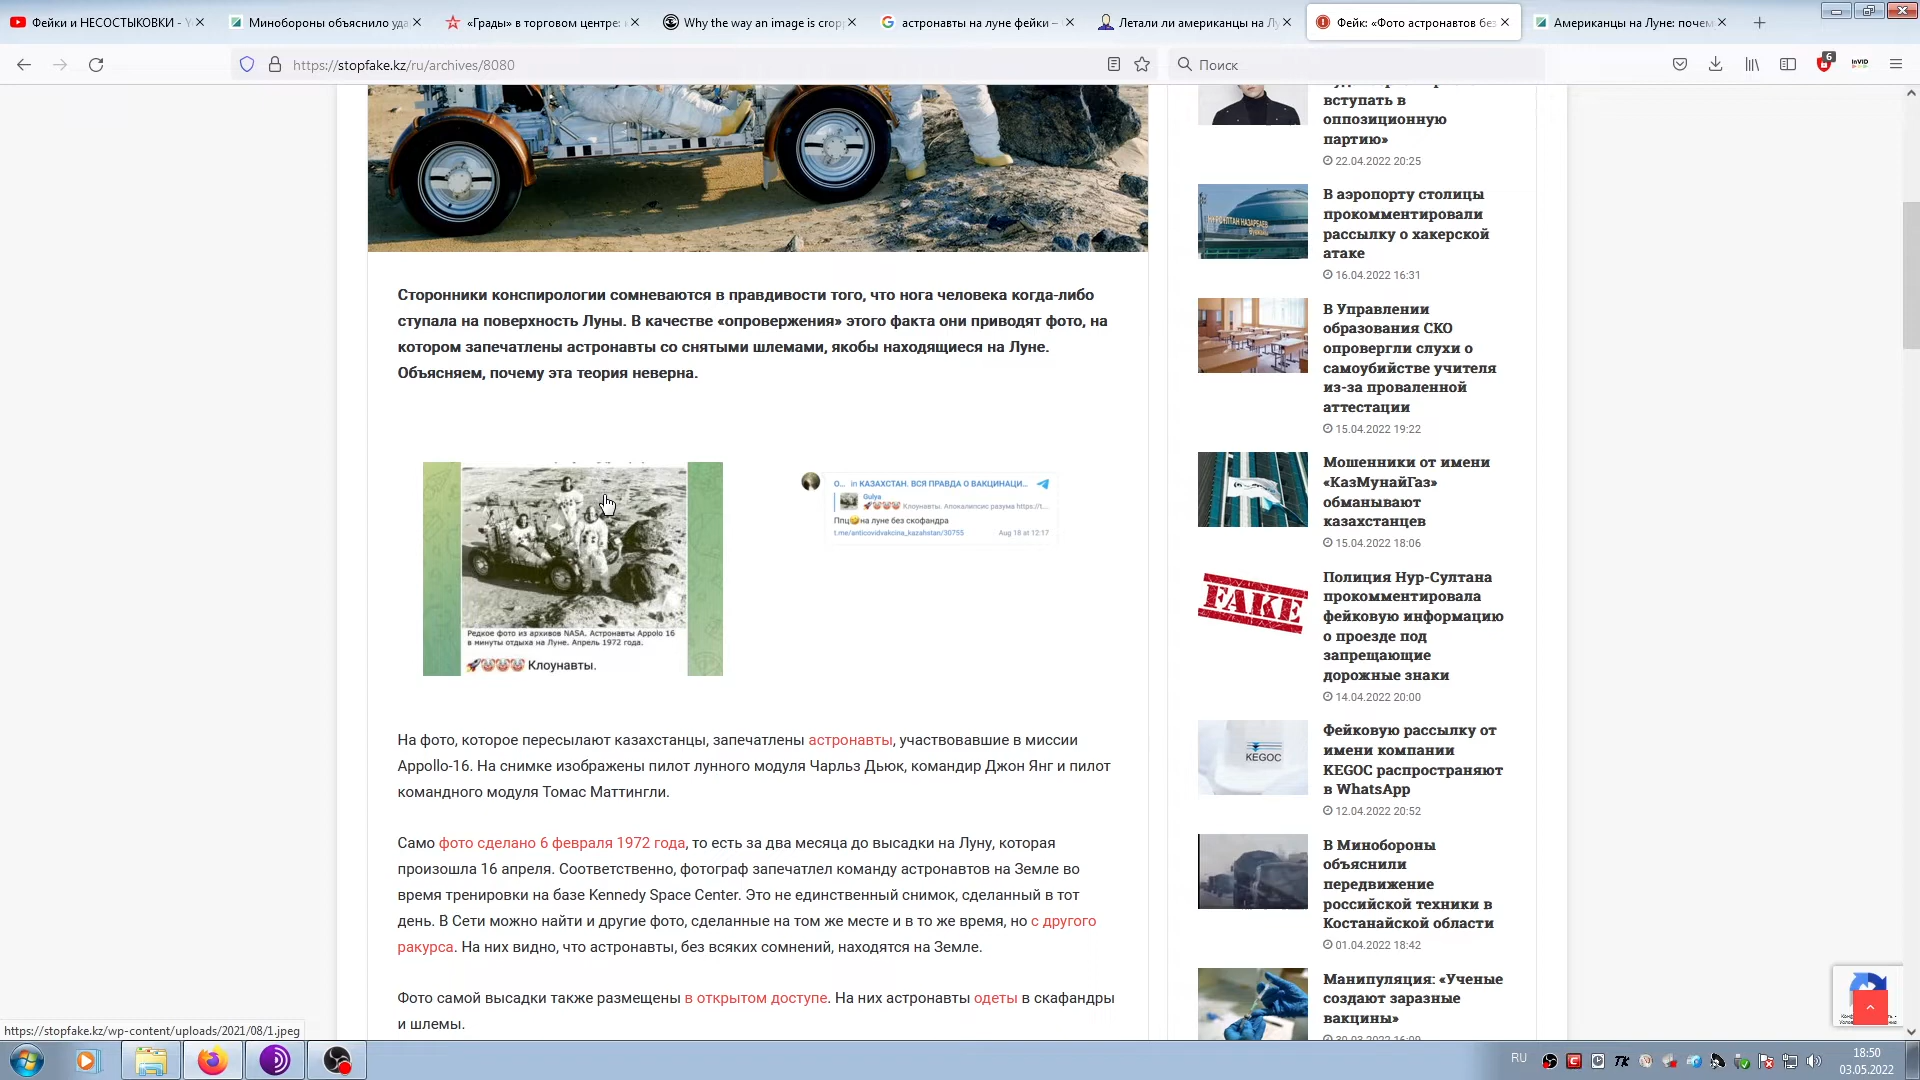 Фейки и НЕСОСТЫКОВКИ - Y
Минобороны объяснило уда
«Грады» в торговом центре:
Why the way an image is crop
астронавты на луне фейки –
Летали ли американцы на Лу
Фейк: «Фото астронавтов без
Американцы на Луне: почем
https://stopfake.kz/ru/archives/8080
Поиск
6
InVID
Сторонники конспирологии сомневаются в правдивости того, что нога человека когда-либо
ступала на поверхность Луны. В качестве «опровержения» этого факта они приводят фото, на
котором запечатлены астронавты со снятыми шлемами, якобы находящиеся на Луне.
Объясняем, почему эта теория неверна.
Редкое фото из архивов NASA. Астронавты Appolo 16
в минуты отдыха на Луне. Апрель 1972 года.
Клоунавты.
О... in КАЗАХСТАН. ВСЯ ПРАВДА О ВАКЦИНАЦИ...
Gulya
Клоунавты. Апокалипсис разума https://t...
Ппц на луне без скофандра
t.me/anticovidvakcina_kazahstan/30755
Aug 18 at 12:17
На фото, которое пересылают казахстанцы, запечатлены астронавты, участвовавшие в миссии
Appollo-16. На снимке изображены пилот лунного модуля Чарльз Дьюк, командир Джон Янг и пилот
командного модуля Томас Маттингли.
Само фото сделано 6 февраля 1972 года, то есть за два месяца до высадки на Луну, которая
произошла 16 апреля. Соответственно, фотограф запечатлел команду астронавтов на Земле во
время тренировки на базе Kennedy Space Center. Это не единственный снимок, сделанный в тот
день. В Сети можно найти и другие фото, сделанные на том же месте и в то же время, но с другого
ракурса. На них видно, что астронавты, без всяких сомнений, находятся на Земле.
Фото самой высадки также размещены в открытом доступе. На них астронавты одеты в скафандры
и шлемы.
вступать в
оппозиционную
партию»
22.04.2022 20:25
НУРСУЛТАН НАЗАРБАЕВ
В аэропорту столицы
прокомментировали
рассылку о хакерской
атаке
16.04.2022 16:31
В Управлении
образования СКО
опровергли слухи о
самоубийстве учителя
из-за проваленной
аттестации
15.04.2022 19:22
Мошенники от имени
«КазМунайГаз»
обманывают
казахстанцев
15.04.2022 18:06
FAKE
Полиция Нур-Султана
прокомментировала
фейковую информацию
о проезде под
запрещающие
дорожные знаки
14.04.2022 20:00
KEGOC
Фейковую рассылку от
имени компании
KEGOC распространяют
в WhatsApp
12.04.2022 20:52
В Минобороны
объяснили
передвижение
российской техники в
Костанайской области
01.04.2022 18:42
Манипуляция: «Ученые
создают заразные
вакцины»
https://stopfake.kz/wp-content/uploads/2021/08/1.jpeg
RU
18:50
03.05.2022